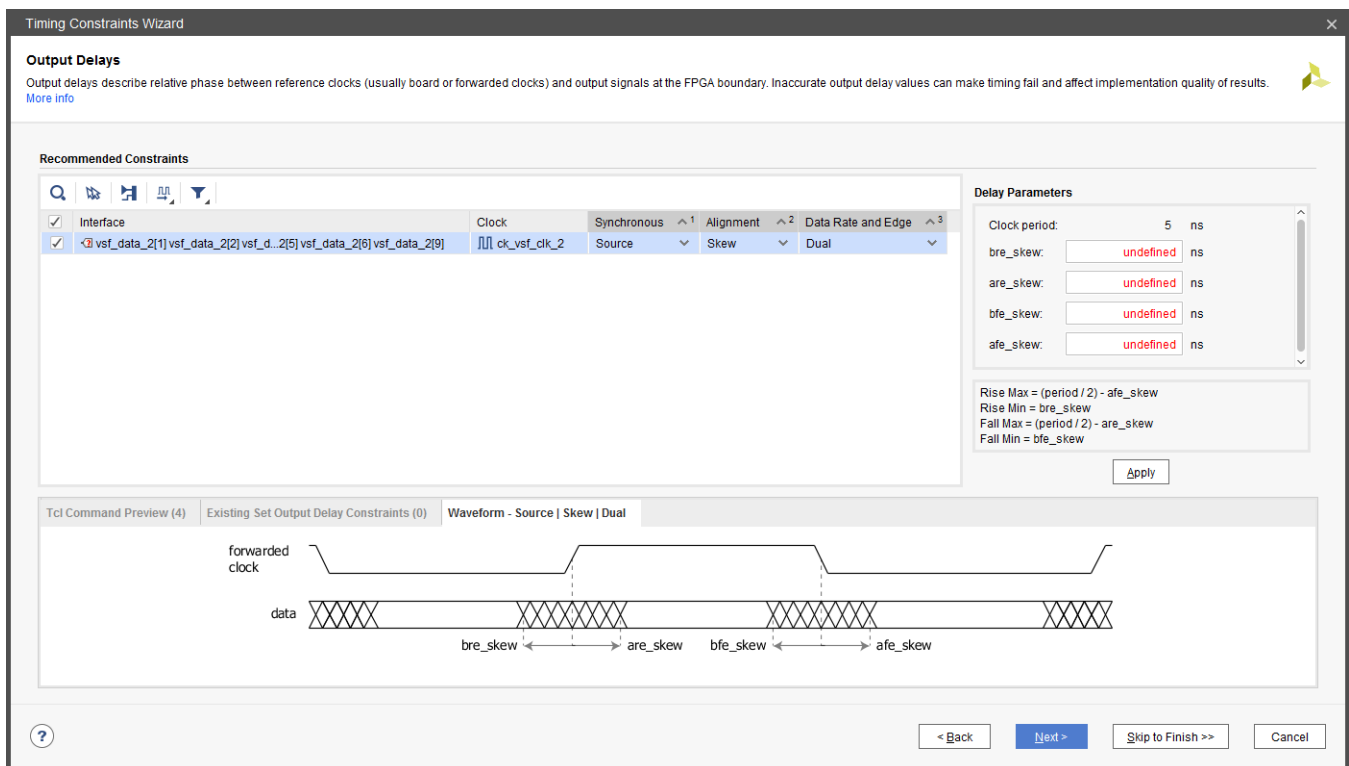 Timing Constraints Wizard
Output Delays
Output delays describe relative phase between reference clocks (usually board or forwarded clocks) and output signals at the FPGA boundary. Inaccurate output delay values can make timing fail and affect implementation quality of results.
More info
Recommended Constraints
Interface Clock Synchronous 1 Alignment 2 Data Rate and Edge 3
vsf_data_2[1] vsf_data_2[2] vsf_d...2[5] vsf_data_2[6] vsf_data_2[9] ck_vsf_clk_2 Source Skew Dual
Delay Parameters
Clock period: 5 ns
bre_skew: undefined ns
are_skew: undefined ns
bfe_skew: undefined ns
afe_skew: undefined ns
Rise Max = (period / 2) - afe_skew
Rise Min = bre_skew
Fall Max = (period / 2) - are_skew
Fall Min = bfe_skew
Apply
Tcl Command Preview (4) Existing Set Output Delay Constraints (0) Waveform - Source | Skew | Dual
forwarded
clock
data
bre_skew are_skew bfe_skew afe_skew
? < Back Next > Skip to Finish >> Cancel